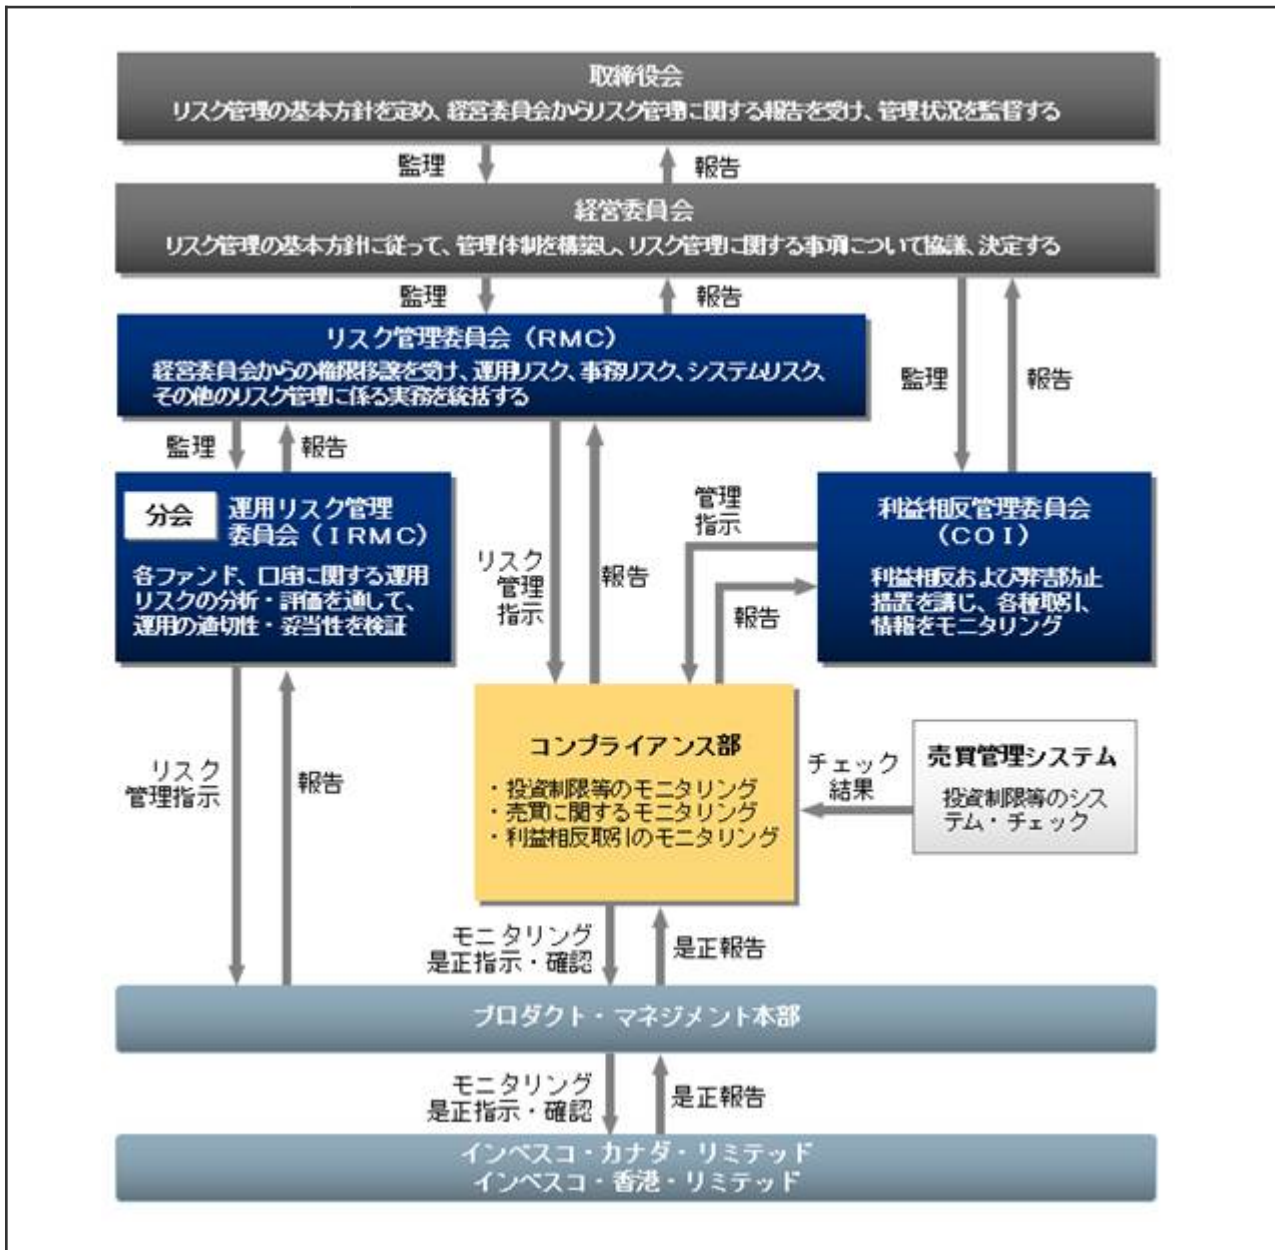 取締役会
リスク管理の基本方針を定め、経営委員会からリスク管理に関する報告を受け、管理状況を監督する
監理
報告
経営委員会
リスク管理の基本方針に従って、管理体制を構築し、リスク管理に関する事項について協議、決定する
監理
報告
リスク管理委員会（RMC）
経営委員会からの権限移譲を受け、運用リスク、事務リスク、システムリスク、
その他のリスク管理に係る実務を統括する
監理
報告
監理
報告
分会
運用リスク管理
委員会（IRMC）
各ファンド、口座に関する運用
リスクの分析・評価を通して、
運用の適切性・妥当性を検証
リスク
管理
指示
報告
管理
指示
報告
利益相反管理委員会
（COI）
利益相反および弊害防止
措置を講じ、各種取引、
情報をモニタリング
リスク
管理指示
報告
コンプライアンス部
・投資制限等のモニタリング
・売買に関するモニタリング
・利益相反取引のモニタリング
チェック
結果
売買管理システム
投資制限等のシス
テム・チェック
モニタリング
是正指示・確認
是正報告
プロダクト・マネジメント本部
モニタリング
是正指示・確認
是正報告
インベスコ・カナダ・リミテッド
インベスコ・香港・リミテッド